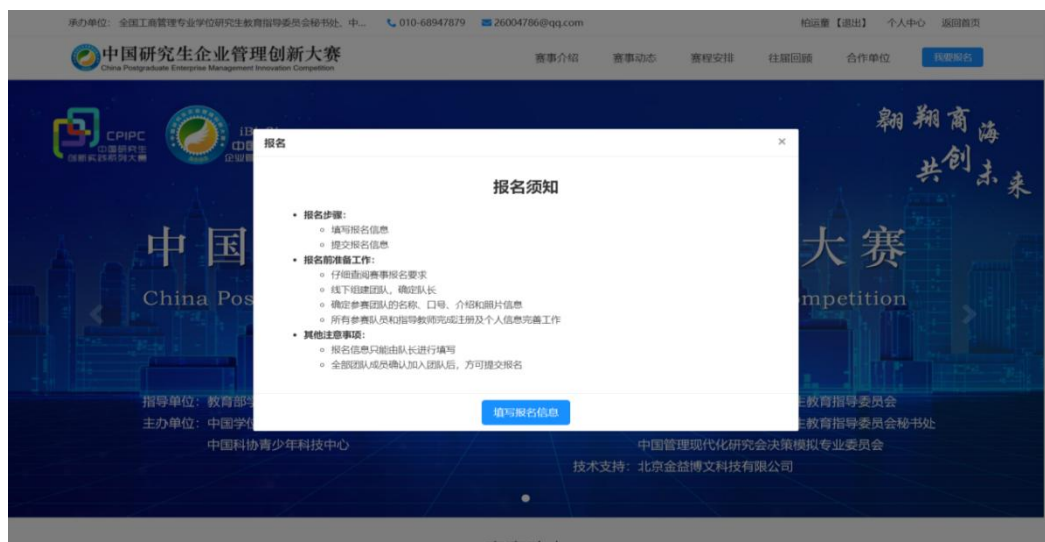 承办单位: 全国工商管理专业学位研究生教育指导委员会秘书处、中... 010-68947879 26004786@qq.com 柏运童【退出】 个人中心 返回首页
中国研究生企业管理创新大赛 赛事介绍 赛事动态 赛程安排 往届回顾 合作单位 我要报名
China Postgraduate Enterprise Management Innovation Competition
翱翔商海
共创未来
CPIPC
中国研究生
创新实践系列大赛
报名 ×
报名须知
• 报名步骤:
◦ 填写报名信息
◦ 提交报名信息
• 报名前准备工作:
◦ 仔细查阅赛事报名要求
◦ 线下组建团队, 确定队长
◦ 确定参赛团队的名称、口号、介绍和照片信息
◦ 所有参赛队员和指导教师完成注册及个人信息完善工作
• 其他注意事项:
◦ 报名信息只能由队长进行填写
◦ 全部团队成员确认加入团队后, 方可提交报名
填写报名信息
中国 大赛
China Pos mpetition
指导单位: 教育部学 生教育指导委员会
主办单位: 中国学位 生教育指导委员会秘书处
中国科协青少年科技中心 中国管理现代化研究会决策模拟专业委员会
技术支持: 北京金益博文科技有限公司